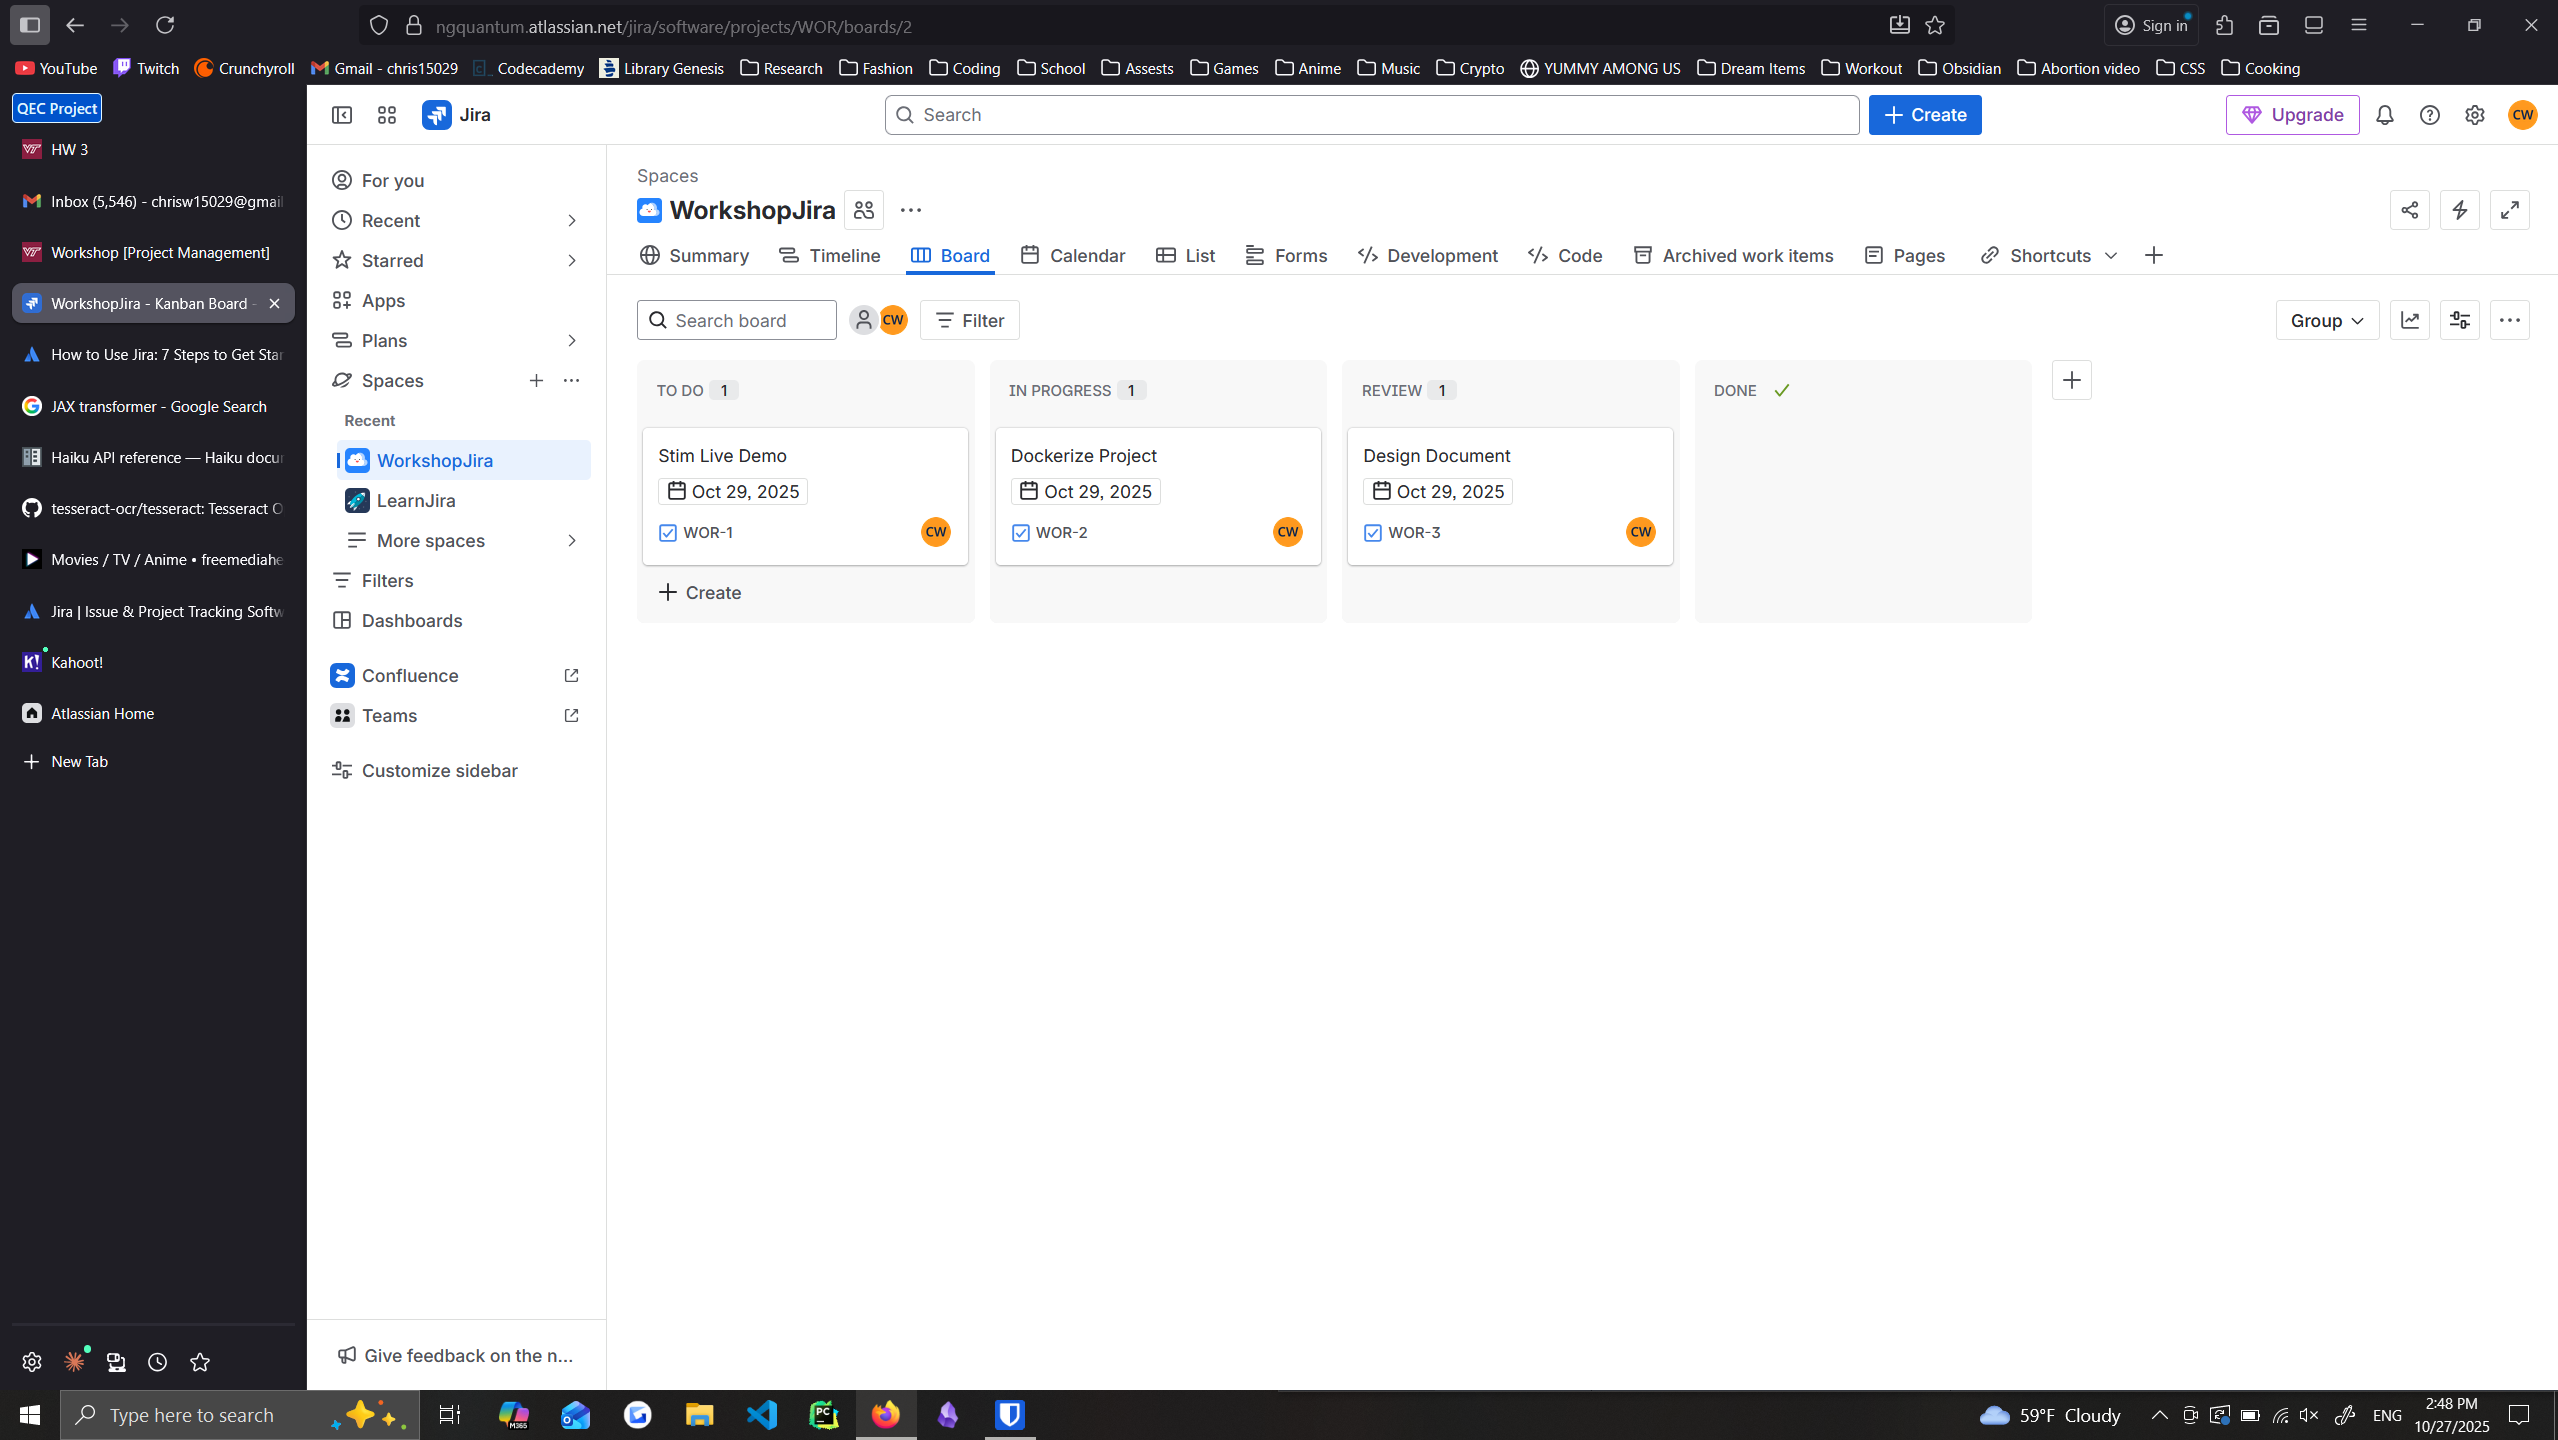 ngquantum.atlassian.net/jira/software/projects/WOR/boards/2
Sign in
YouTube
Twitch
Crunchyroll
Gmail - chris15029
Codecademy
Library Genesis
Research
Fashion
Coding
School
Assests
Games
Anime
Music
Crypto
YUMMY AMONG US
Dream Items
Workout
Obsidian
Abortion video
CSS
Cooking
QEC Project
HW 3
Inbox (5,546) - chrisw15029@gmail
Workshop [Project Management]
WorkshopJira - Kanban Board -
How to Use Jira: 7 Steps to Get Star
JAX transformer - Google Search
Haiku API reference — Haiku docur
tesseract-ocr/tesseract: Tesseract O
Movies / TV / Anime • freemediahe
Jira | Issue & Project Tracking Softw
Kahoot!
Atlassian Home
New Tab
Jira
Search
Create
Upgrade
CW
For you
Recent
Starred
Apps
Plans
Spaces
Recent
WorkshopJira
LearnJira
More spaces
Filters
Dashboards
Confluence
Teams
Customize sidebar
Give feedback on the n...
Spaces
WorkshopJira
Summary
Timeline
Board
Calendar
List
Forms
Development
Code
Archived work items
Pages
Shortcuts
Search board
CW
Filter
Group
TO DO 1
Stim Live Demo
Oct 29, 2025
WOR-1
CW
Create
IN PROGRESS 1
Dockerize Project
Oct 29, 2025
WOR-2
CW
REVIEW 1
Design Document
Oct 29, 2025
WOR-3
CW
DONE
Type here to search
M365
PC
59°F Cloudy
ENG
2:48 PM
10/27/2025